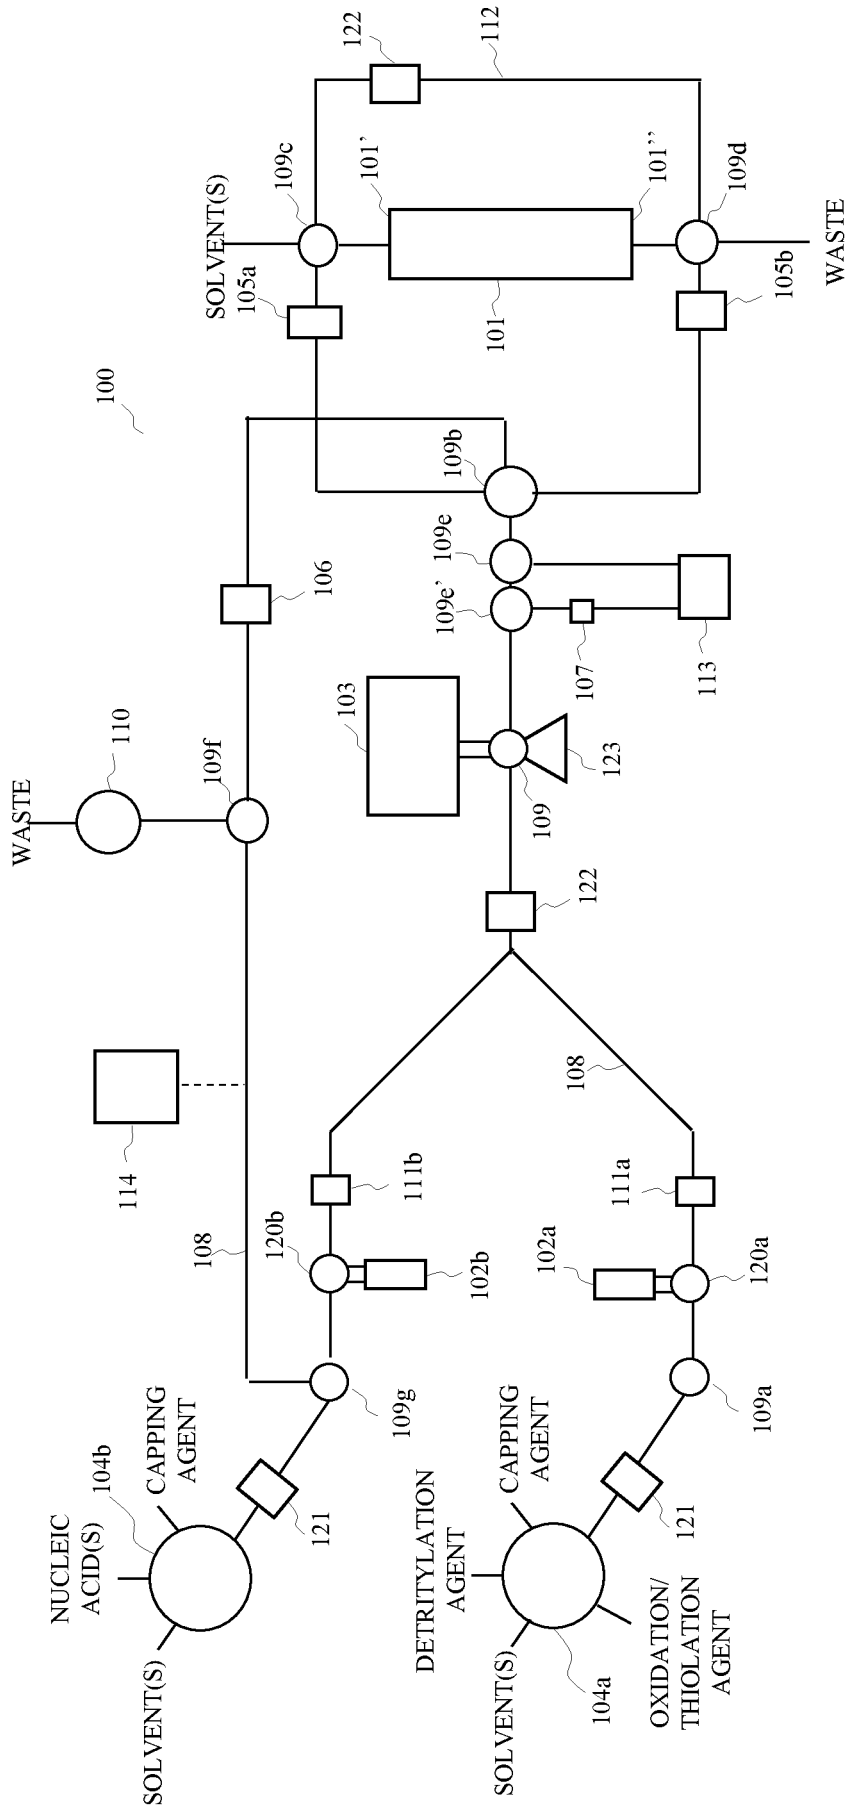 WASTE
NUCLEIC
ACID(S)
104b
100
110
114
SOLVENT(S)
CAPPING
AGENT
108
109f
SOLVENT(S)
105a
120b
109c
121
106
103
122
101’
109g
111b
109e’
109e
109b
102b
112
101
DETRITYLATION
AGENT
SOLVENT(S)
CAPPING
AGENT
109
102a
108
107
122
104a
123
111a
101’’
OXIDATION/
THIOLATION
AGENT
121
113
109d
120a
109a
105b
WASTE